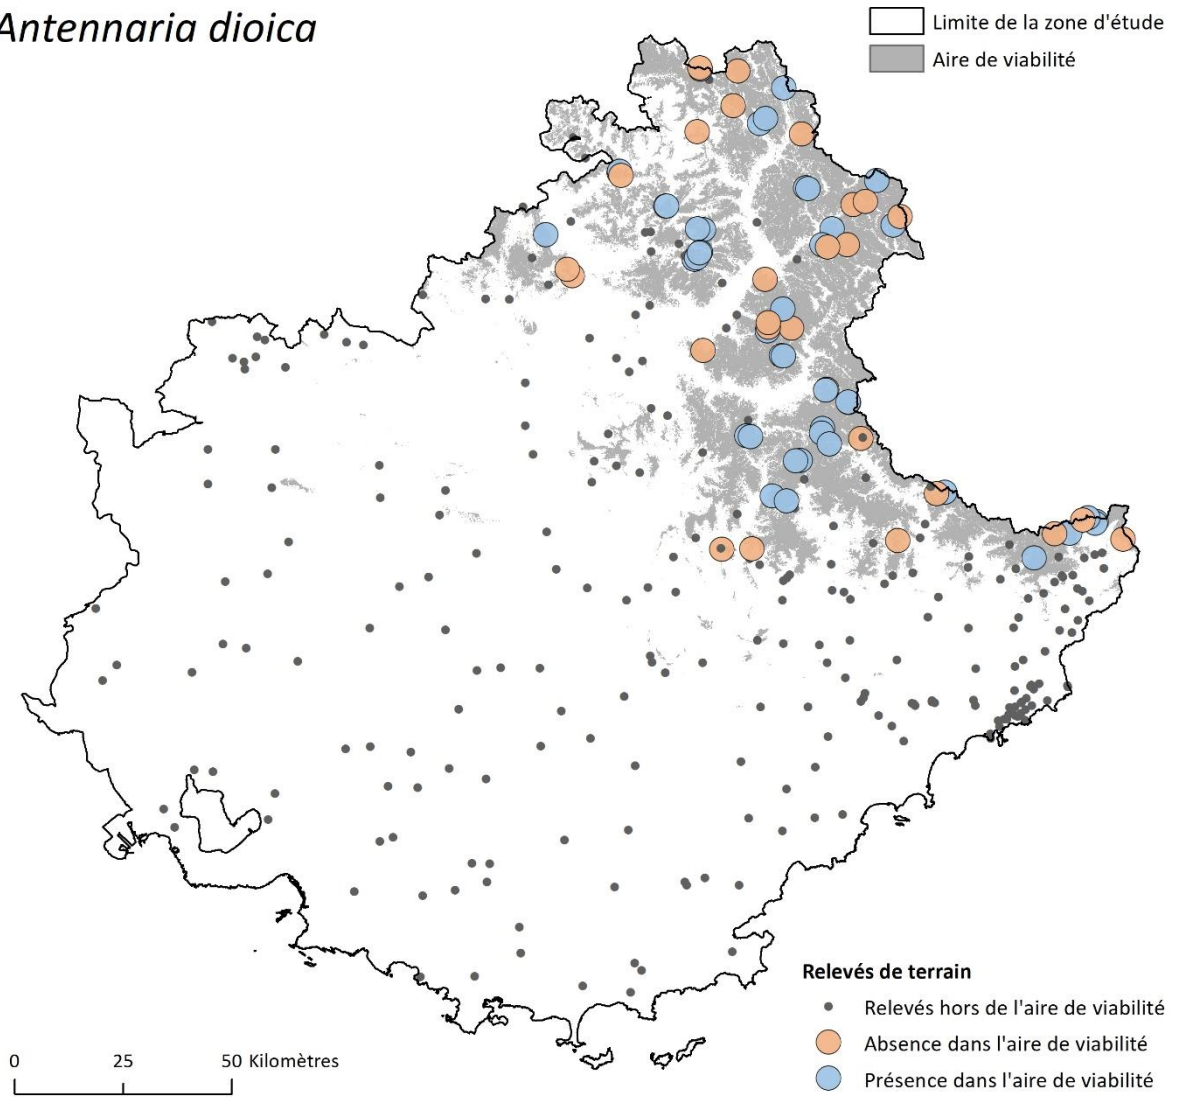 Antennaria dioica
Limite de la zone d'étude
Aire de viabilité
Relevés de terrain
Relevés hors de l'aire de viabilité
Absence dans l'aire de viabilité
Présence dans l'aire de viabilité
0 25 50 Kilomètres